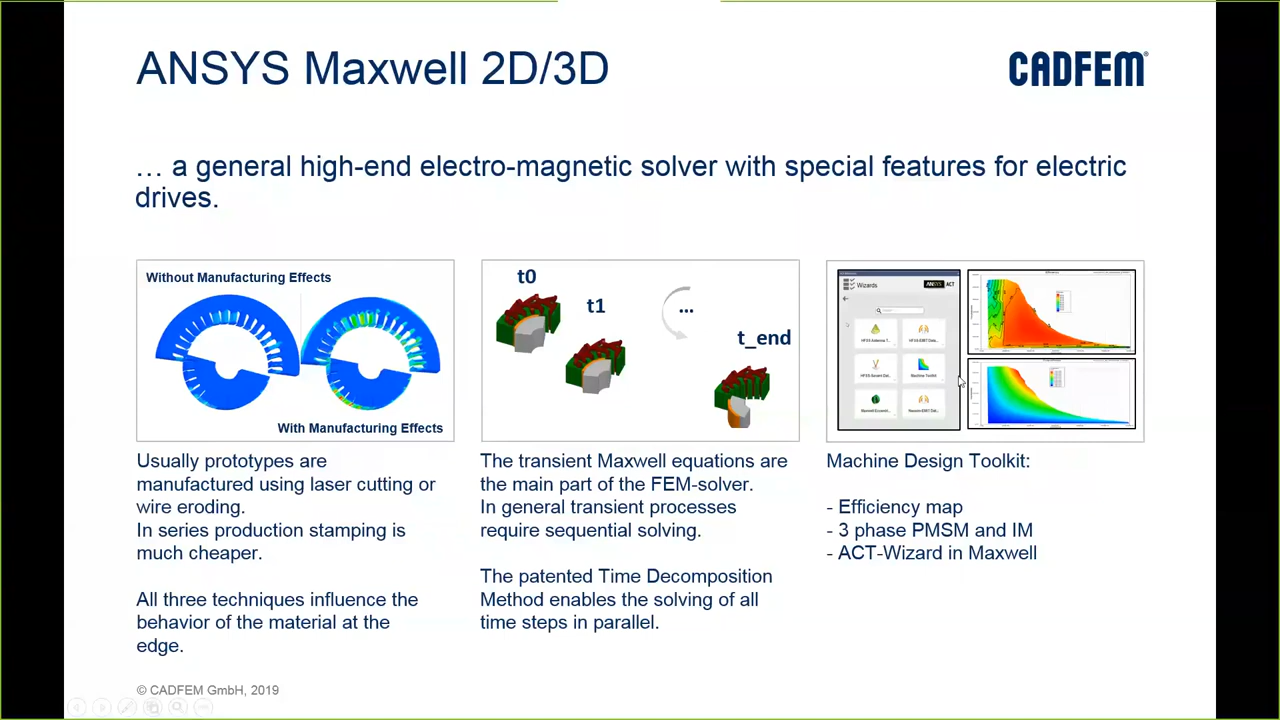 ANSYS Maxwell 2D/3D
CADFEM®
… a general high-end electro-magnetic solver with special features for electric
drives.
Without Manufacturing Effects
With Manufacturing Effects
t0
t1
...
t_end
Wizards
ANSYS ACT
Usually prototypes are
manufactured using laser cutting or
wire eroding.
In series production stamping is
much cheaper.
All three techniques influence the
behavior of the material at the
edge.
The transient Maxwell equations are
the main part of the FEM-solver.
In general transient processes
require sequential solving.
The patented Time Decomposition
Method enables the solving of all
time steps in parallel.
Machine Design Toolkit:
- Efficiency map
- 3 phase PMSM and IM
- ACT-Wizard in Maxwell
© CADFEM GmbH, 2019